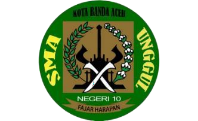 KOTA BANDA ACEH
SMA
UNGGUL
NEGERI 10
FAJAR HARAPAN